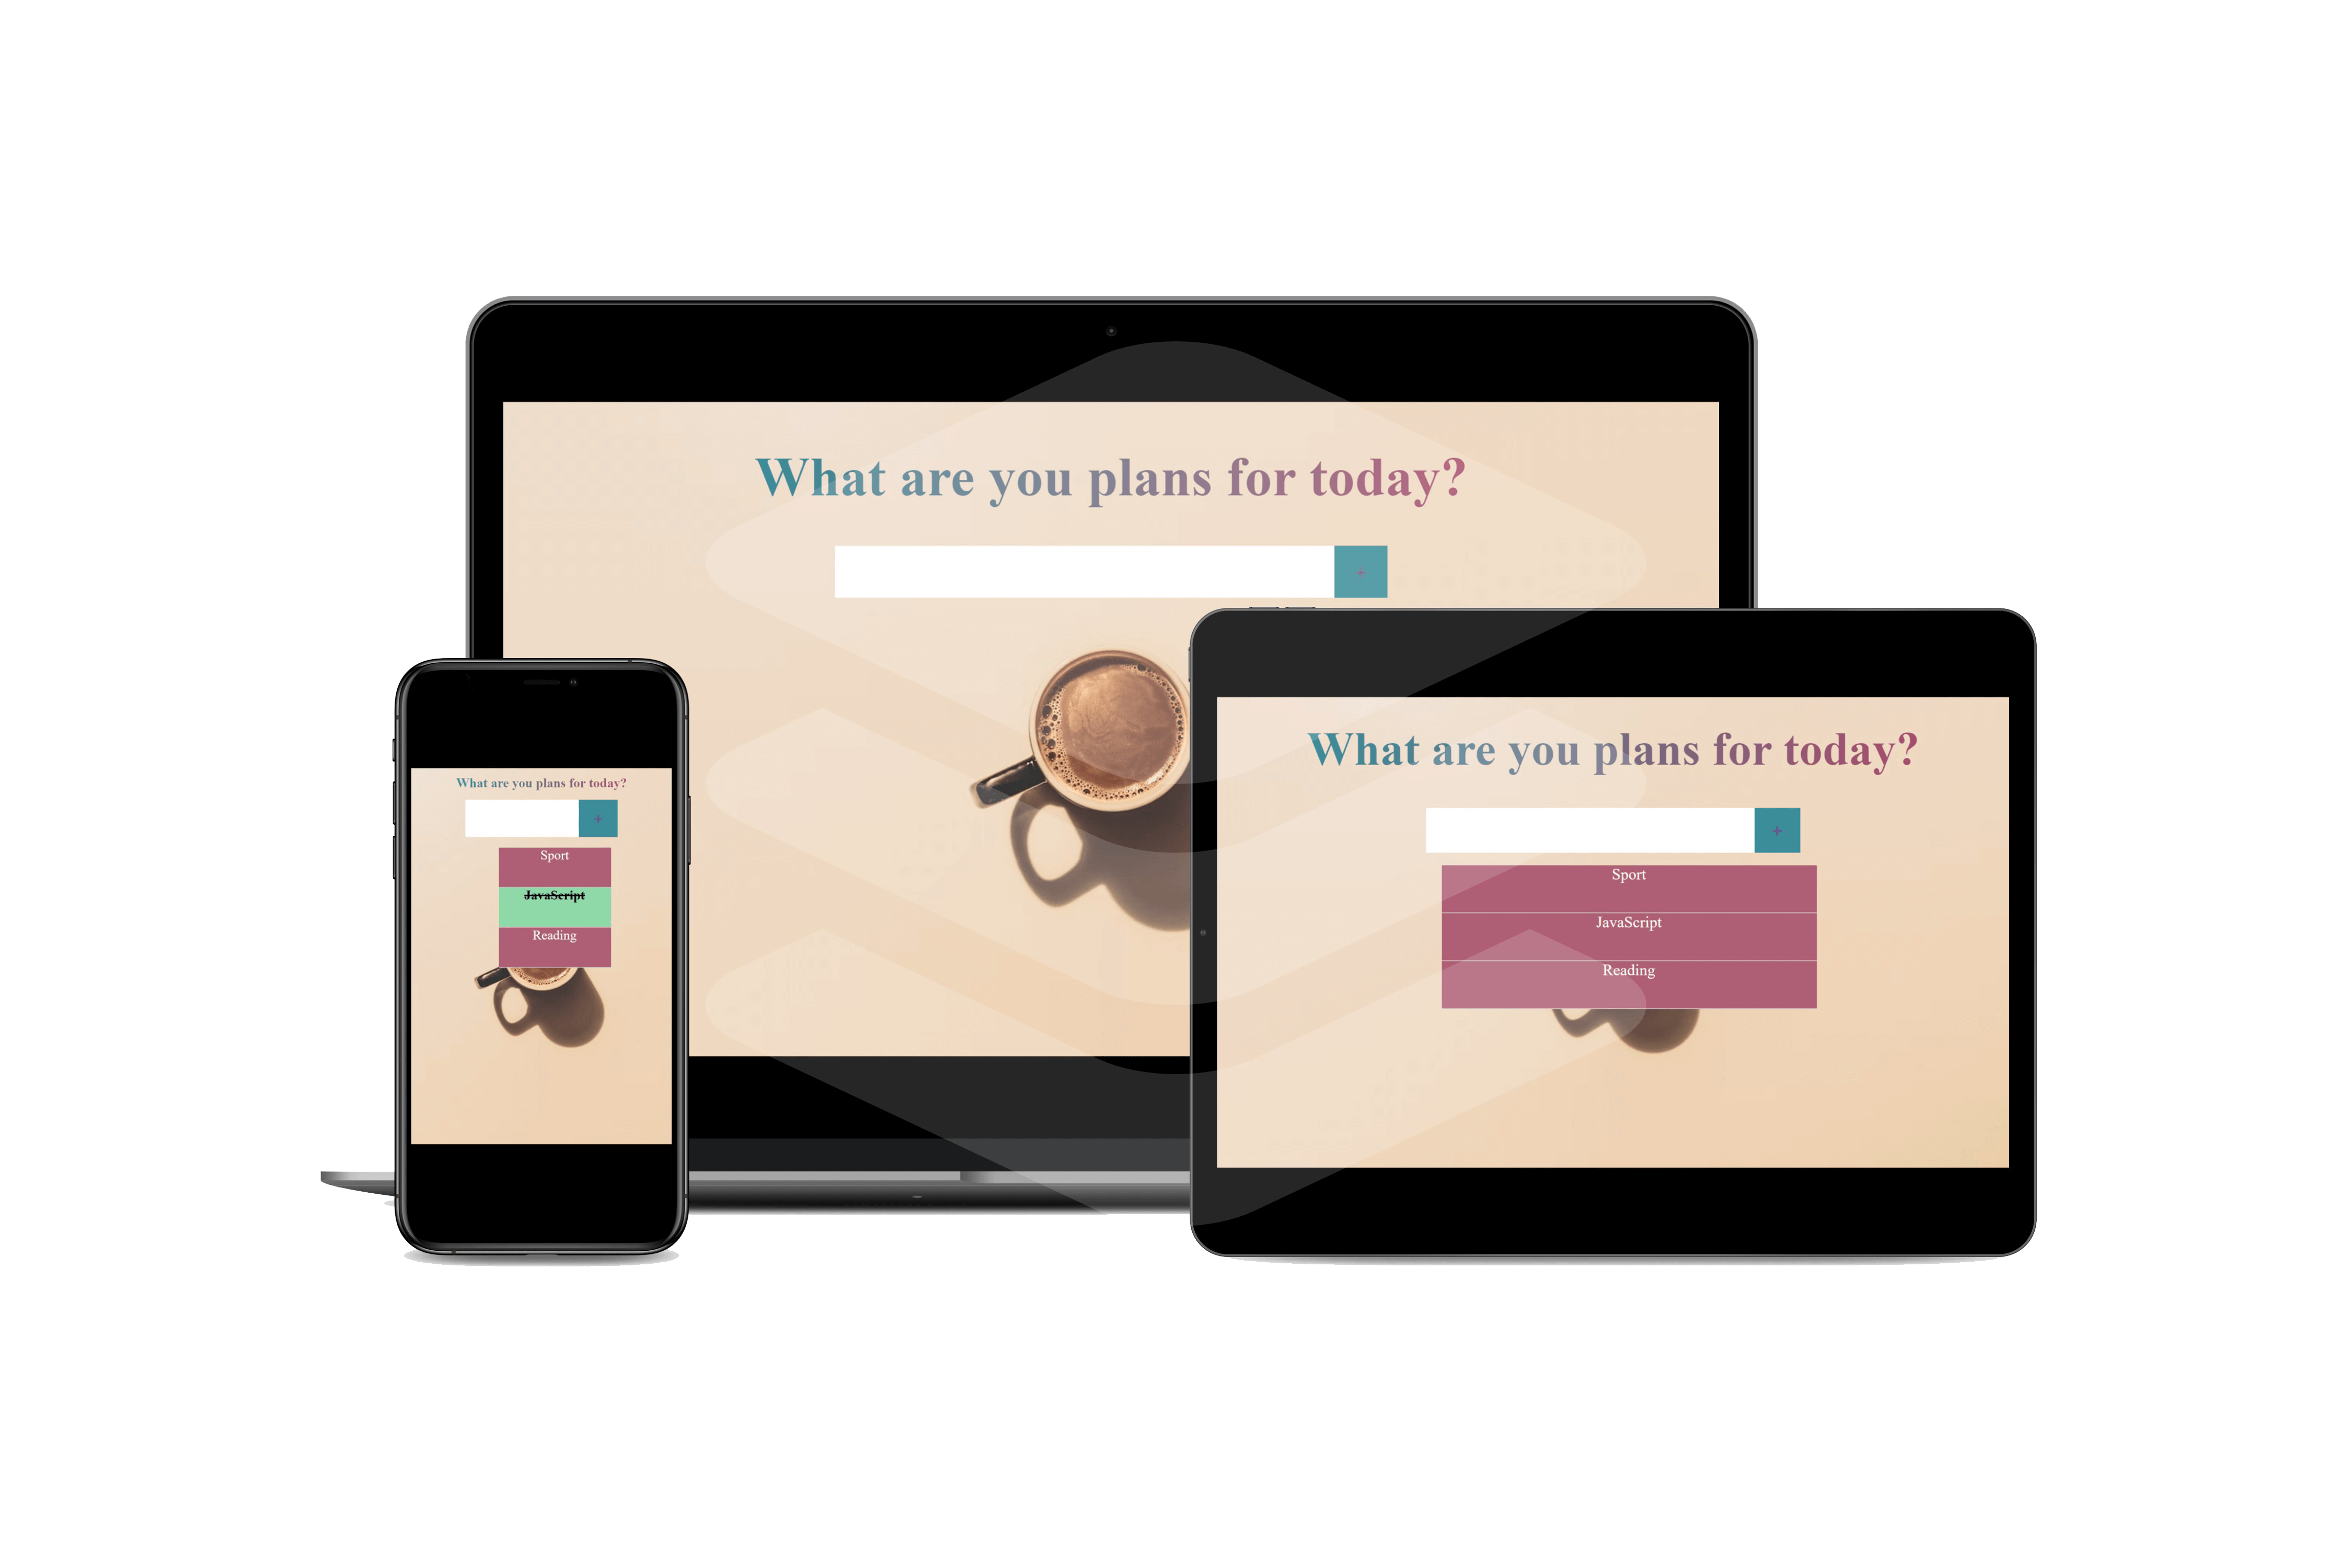 What are you plans for today?
+
What are you plans for today?
+
Sport
JavaScript
Reading
What are you plans for today?
+
Sport
JavaScript
Reading